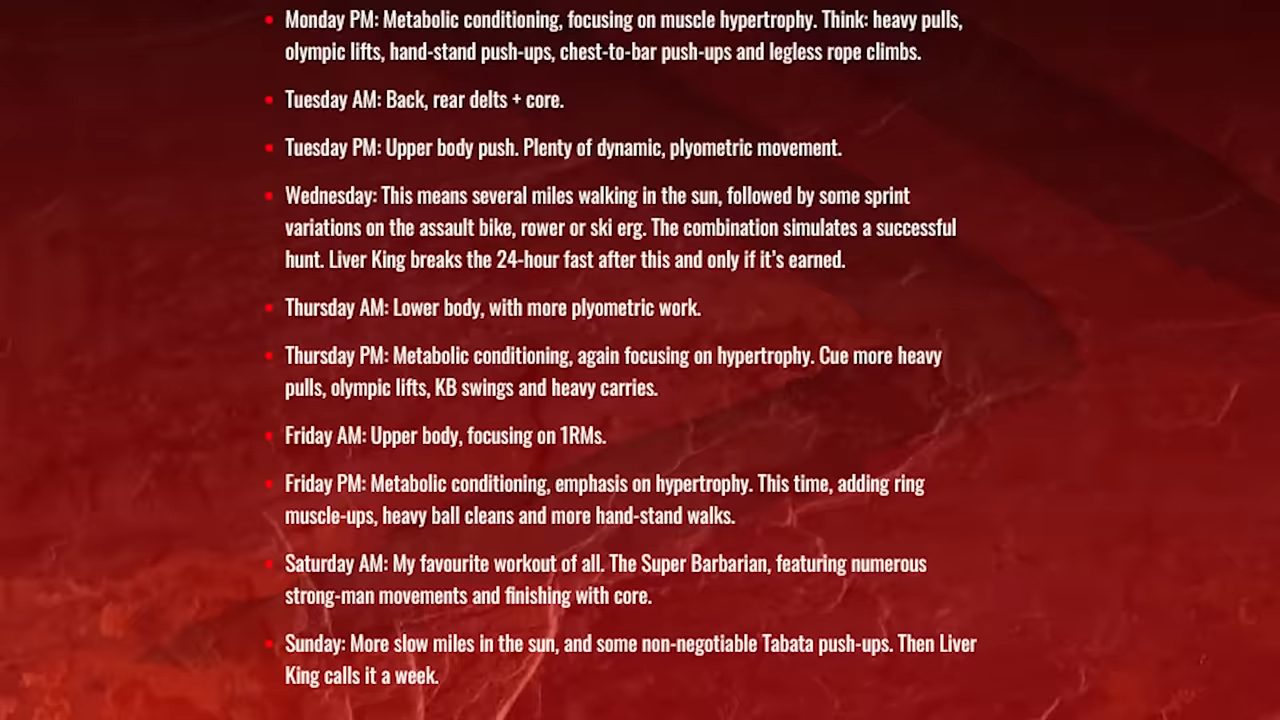 Monday PM: Metabolic conditioning, focusing on muscle hypertrophy. Think: heavy pulls,
olympic lifts, hand-stand push-ups, chest-to-bar push-ups and legless rope climbs.
Tuesday AM: Back, rear delts + core.
Tuesday PM: Upper body push. Plenty of dynamic, plyometric movement.
Wednesday: This means several miles walking in the sun, followed by some sprint
variations on the assault bike, rower or ski erg. The combination simulates a successful
hunt. Liver King breaks the 24-hour fast after this and only if it's earned.
Thursday AM: Lower body, with more plyometric work.
Thursday PM: Metabolic conditioning, again focusing on hypertrophy. Cue more heavy
pulls, olympic lifts, KB swings and heavy carries.
Friday AM: Upper body, focusing on 1RMs.
Friday PM: Metabolic conditioning, emphasis on hypertrophy. This time, adding ring
muscle-ups, heavy ball cleans and more hand-stand walks.
Saturday AM: My favourite workout of all. The Super Barbarian, featuring numerous
strong-man movements and finishing with core.
Sunday: More slow miles in the sun, and some non-negotiable Tabata push-ups. Then Liver
King calls it a week.